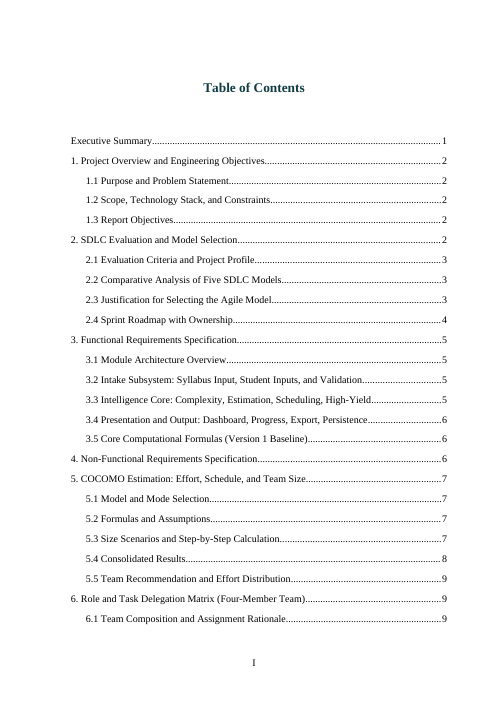 Table of Contents
Executive Summary....................................................................................................1
1. Project Overview and Engineering Objectives................................................................2
1.1 Purpose and Problem Statement............................................................................2
1.2 Scope, Technology Stack, and Constraints..............................................................2
1.3 Report Objectives................................................................................................2
2. SDLC Evaluation and Model Selection..........................................................................2
2.1 Evaluation Criteria and Project Profile....................................................................3
2.2 Comparative Analysis of Five SDLC Models..........................................................3
2.3 Justification for Selecting the Agile Model..............................................................3
2.4 Sprint Roadmap with Ownership..........................................................................4
3. Functional Requirements Specification..........................................................................5
3.1 Module Architecture Overview..............................................................................5
3.2 Intake Subsystem: Syllabus Input, Student Inputs, and Validation..............................5
3.3 Intelligence Core: Complexity, Estimation, Scheduling, High-Yield..........................5
3.4 Presentation and Output: Dashboard, Progress, Export, Persistence...........................6
3.5 Core Computational Formulas (Version 1 Baseline)..................................................6
4. Non-Functional Requirements Specification..................................................................6
5. COCOMO Estimation: Effort, Schedule, and Team Size..................................................7
5.1 Model and Mode Selection....................................................................................7
5.2 Formulas and Assumptions....................................................................................7
5.3 Size Scenarios and Step-by-Step Calculation............................................................7
5.4 Consolidated Results............................................................................................8
5.5 Team Recommendation and Effort Distribution........................................................9
6. Role and Task Delegation Matrix (Four-Member Team)..................................................9
6.1 Team Composition and Assignment Rationale..........................................................9
I